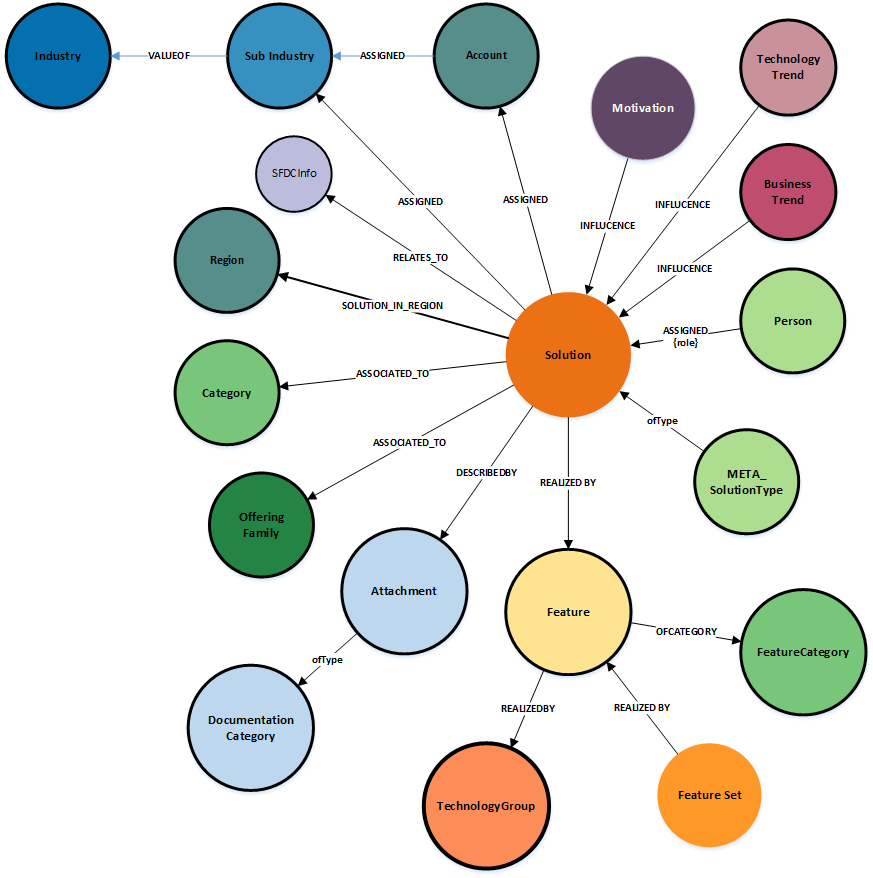 Industry
VALUEOF
Sub Industry
ASSIGNED
Account
Motivation
Technology
Trend
SFDCInfo
Business
Trend
ASSIGNED
ASSIGNED
INFLUCENCE
INFLUCENCE
Region
RELATES_TO
INFLUCENCE
SOLUTION_IN_REGION
Person
ASSIGNED
{role}
Solution
ASSOCIATED_TO
Category
ofType
ASSOCIATED_TO
DESCRIBEDBY
REALIZED BY
META_
SolutionType
Offering
Family
Attachment
Feature
OFCATEGORY
FeatureCategory
ofType
REALIZEDBY
REALIZED BY
Documentation
Category
TechnologyGroup
Feature Set